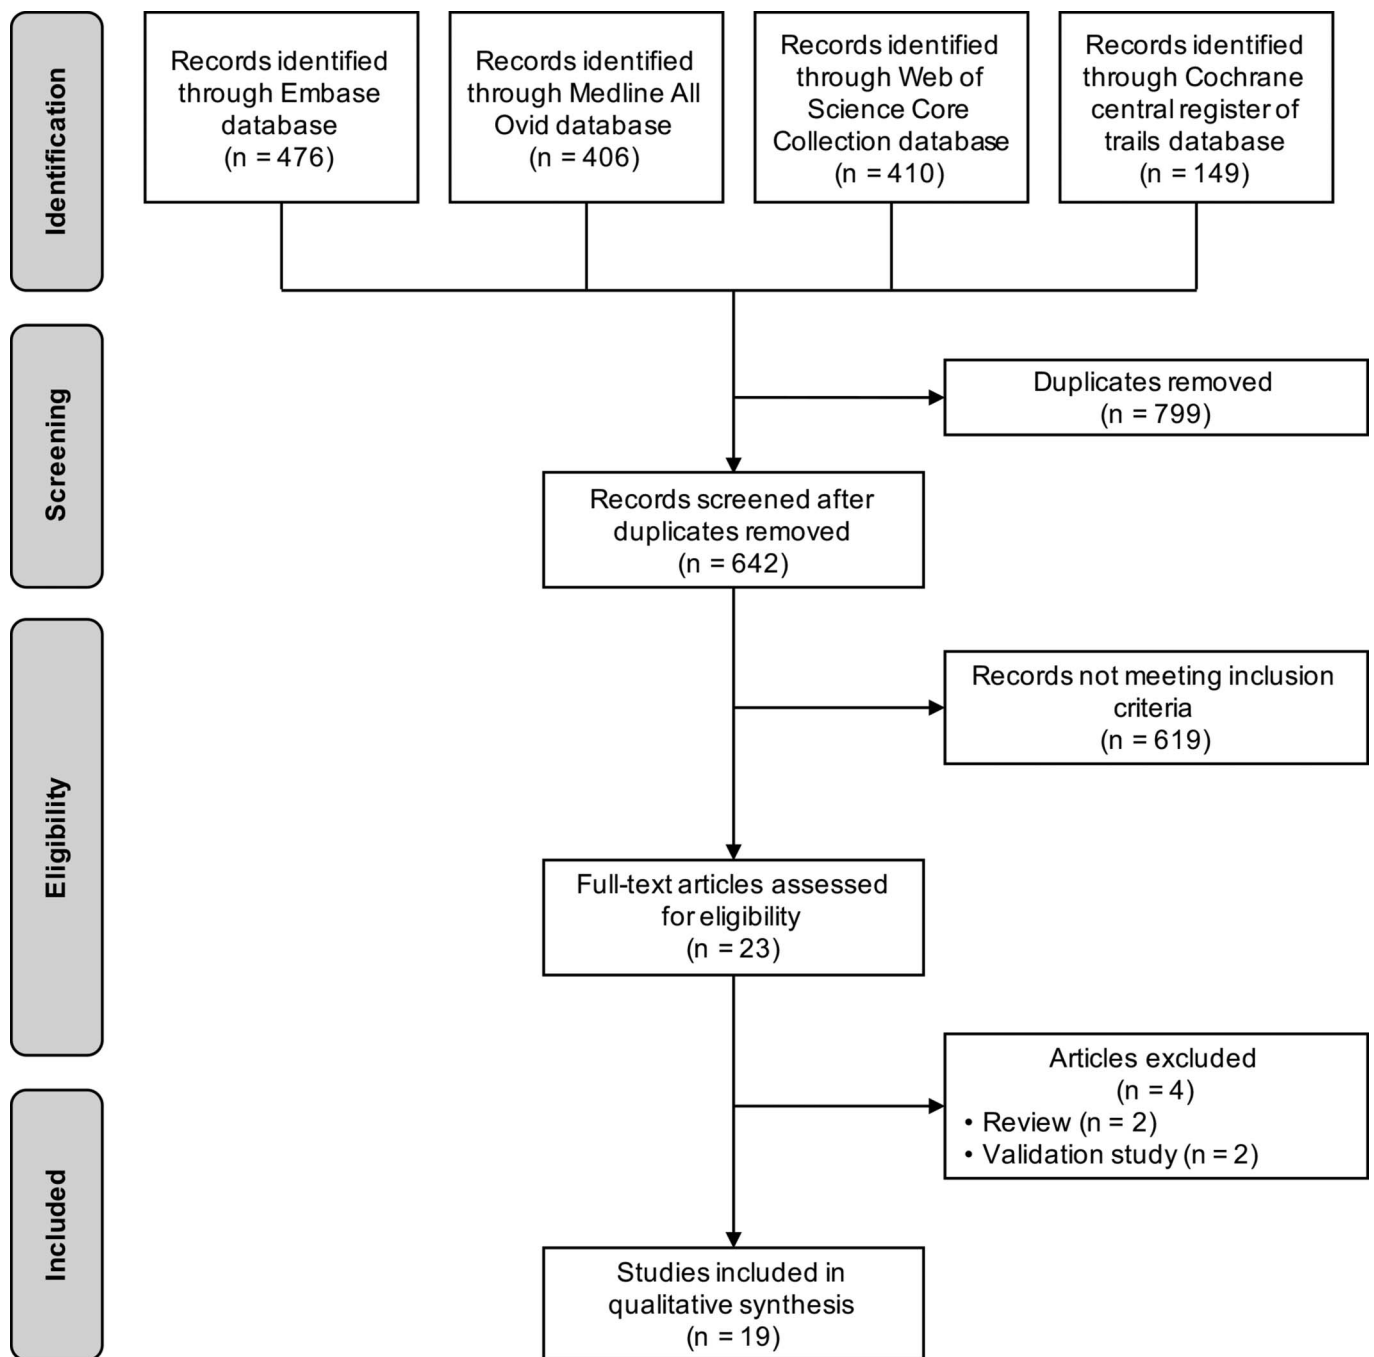 Identification
Records identified
through Embase
database
(n = 476)
Records identified
through Medline All
Ovid database
(n = 406)
Records identified
through Web of
Science Core
Collection database
(n = 410)
Records identified
through Cochrane
central register of
trails database
(n = 149)
Screening
Duplicates removed
(n = 799)
Records screened after
duplicates removed
(n = 642)
Eligibility
Records not meeting inclusion
criteria
(n = 619)
Full-text articles assessed
for eligibility
(n = 23)
Articles excluded
(n = 4)
• Review (n = 2)
• Validation study (n = 2)
Included
Studies included in
qualitative synthesis
(n = 19)